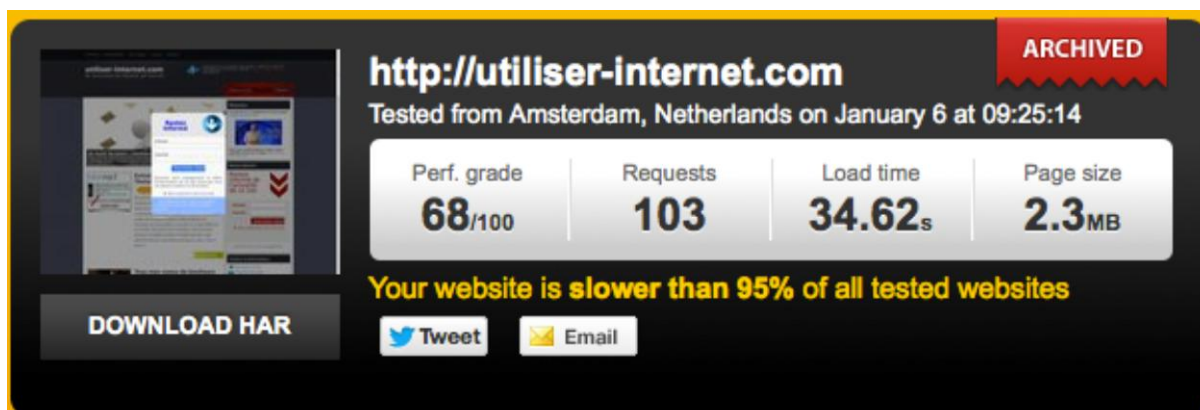 ARCHIVED
http://utiliser-internet.com
Tested from Amsterdam, Netherlands on January 6 at 09:25:14
Perf. grade Requests Load time Page size
68/100 103 34.62s 2.3MB
Your website is slower than 95% of all tested websites
DOWNLOAD HAR
Tweet Email